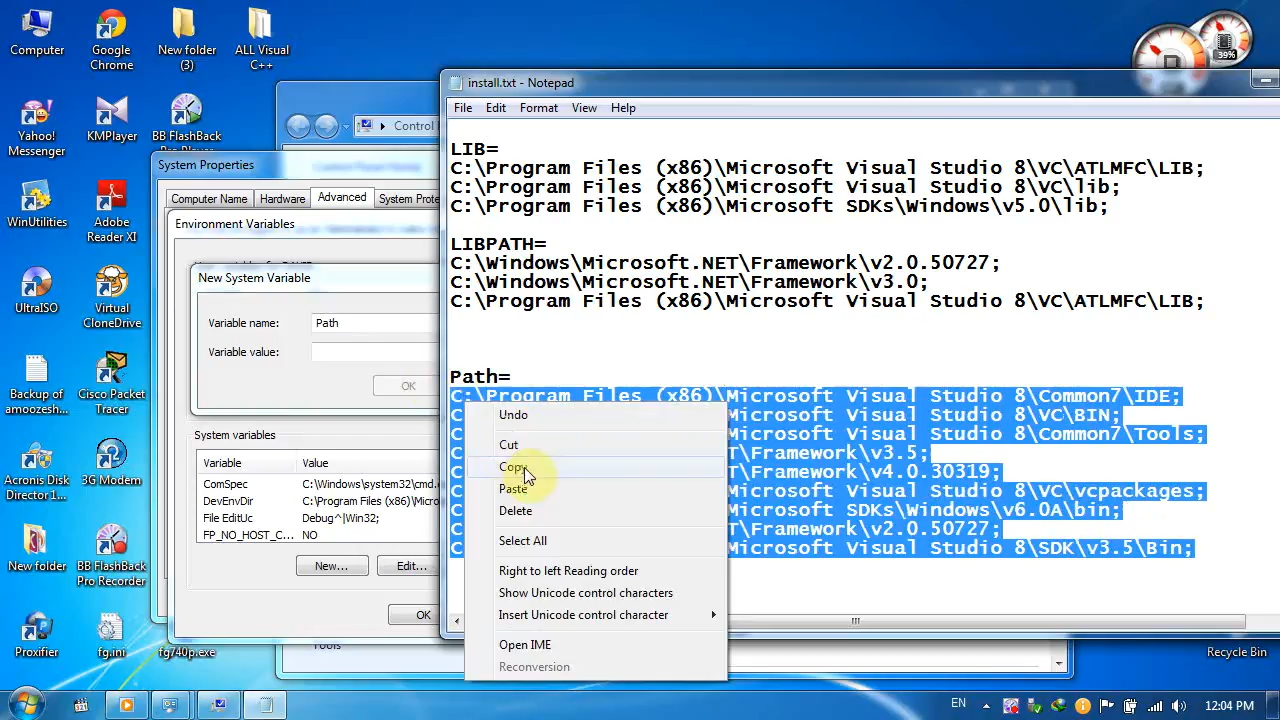 Computer
Google Chrome
New folder (3)
ALL Visual C++
Yahoo! Messenger
KMPlayer
BB FlashBack
WinUtilities
Adobe Reader XI
UltraISO
Virtual CloneDrive
Backup of amoozesh...
Cisco Packet Tracer
Acronis Disk Director 1...
3G Modem
New folder
BB FlashBack Pro Recorder
Proxifier
fg.ini
fg740p.exe
Recycle Bin
39%
Control
System Properties
Computer Name
Hardware
Advanced
System Prote
Environment Variables
New System Variable
Variable name:
Path
Variable value:
OK
System variables
Variable
Value
ComSpec
C:\Windows\system32\cmd.
DevEnvDir
C:\Program Files (x86)\Micro
File EditUc
Debug^|Win32;
FP_NO_HOST_C...
NO
New...
Edit...
OK
Tools
install.txt - Notepad
File Edit Format View Help
LIB=
C:\Program Files (x86)\Microsoft Visual Studio 8\VC\ATLMFC\LIB;
C:\Program Files (x86)\Microsoft Visual Studio 8\VC\lib;
C:\Program Files (x86)\Microsoft SDKs\Windows\v5.0\lib;
LIBPATH=
C:\Windows\Microsoft.NET\Framework\v2.0.50727;
C:\Windows\Microsoft.NET\Framework\v3.0;
C:\Program Files (x86)\Microsoft Visual Studio 8\VC\ATLMFC\LIB;
Path=
C:\Program Files (x86)\Microsoft Visual Studio 8\Common7\IDE;
C Microsoft Visual Studio 8\VC\BIN;
C Microsoft Visual Studio 8\Common7\Tools;
C T\Framework\v3.5;
C T\Framework\v4.0.30319;
C Microsoft Visual Studio 8\VC\vcpackages;
C Microsoft SDKs\Windows\v6.0A\bin;
C T\Framework\v2.0.50727;
C Microsoft Visual Studio 8\SDK\v3.5\Bin;
Undo
Cut
Copy
Paste
Delete
Select All
Right to left Reading order
Show Unicode control characters
Insert Unicode control character
Open IME
Reconversion
EN
12:04 PM